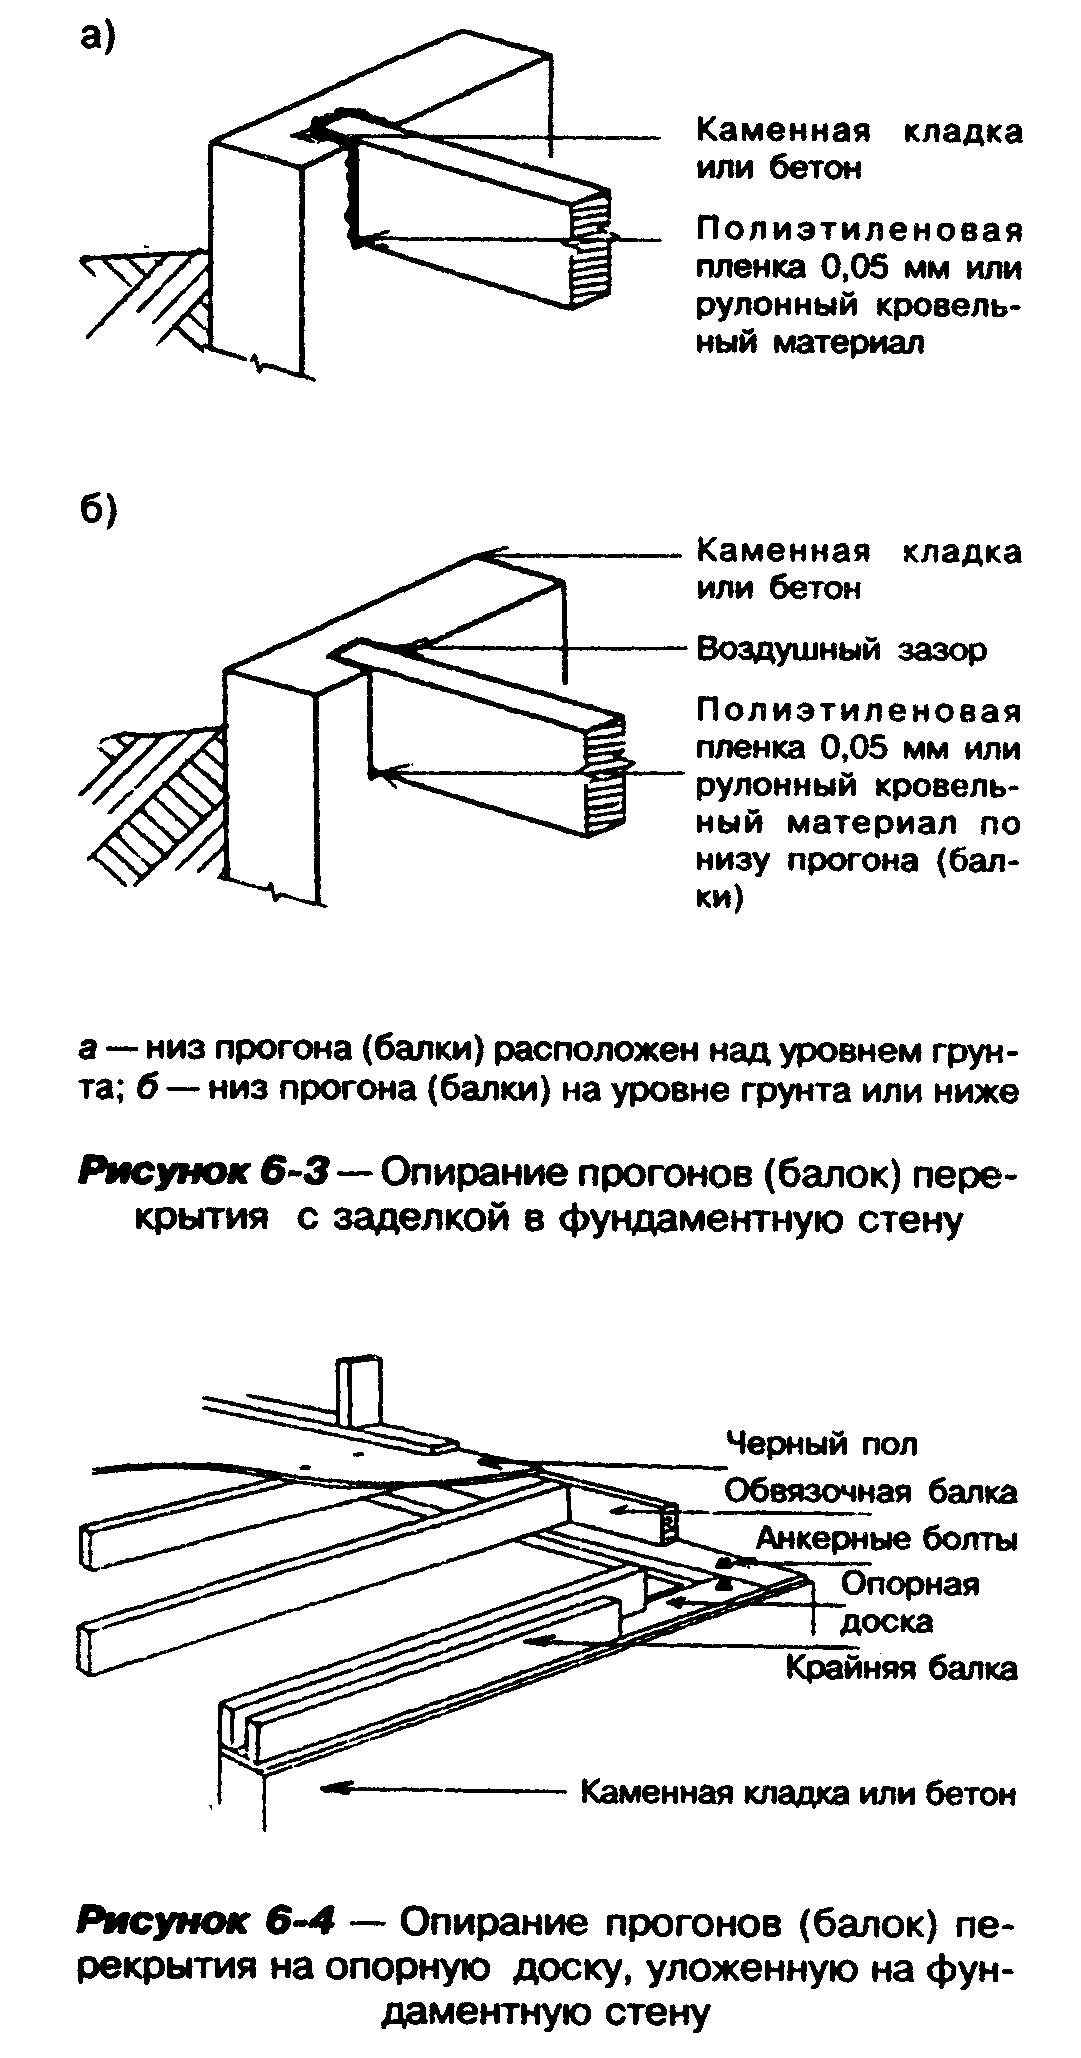 а)
Каменная кладка
или бетон
Полиэтиленовая
пленка 0,05 мм или
рулонный кровель-
ный материал
б)
Каменная кладка
или бетон
Воздушный зазор
Полиэтиленовая
пленка 0,05 мм или
рулонный кровель-
ный материал по
низу прогона (бал-
ки)
а — низ прогона (балки) расположен над уровнем грун-
та; б — низ прогона (балки) на уровне грунта или ниже
Рисунок 6-3 — Опирание прогонов (балок) пере-
крытия с заделкой в фундаментную стену
Черный пол
Обвязочная балка
Анкерные болты
Опорная
доска
Крайняя балка
Каменная кладка или бетон
Рисунок 6-4 — Опирание прогонов (балок) пе-
рекрытия на опорную доску, уложенную на фун-
даментную стену